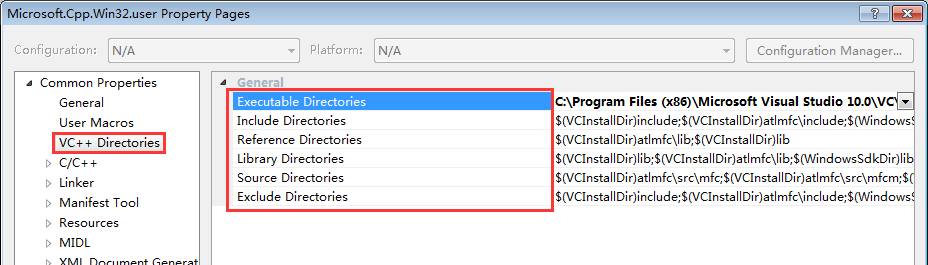 Microsoft.Cpp.Win32.user Property Pages
Configuration: N/A Platform: N/A Configuration Manager...
Common Properties
General
User Macros
VC++ Directories
C/C++
Linker
Manifest Tool
Resources
MIDL
XML Document Generat
General
Executable Directories C:\Program Files (x86)\Microsoft Visual Studio 10.0\VC\
Include Directories $(VCInstallDir)include;$(VCInstallDir)atlmfc\include;$(Windows
Reference Directories $(VCInstallDir)atlmfc\lib;$(VCInstallDir)lib
Library Directories $(VCInstallDir)lib;$(VCInstallDir)atlmfc\lib;$(WindowsSdkDir)lib
Source Directories $(VCInstallDir)atlmfc\src\mfc;$(VCInstallDir)atlmfc\src\mfcm;$(
Exclude Directories $(VCInstallDir)include;$(VCInstallDir)atlmfc\include;$(Windows